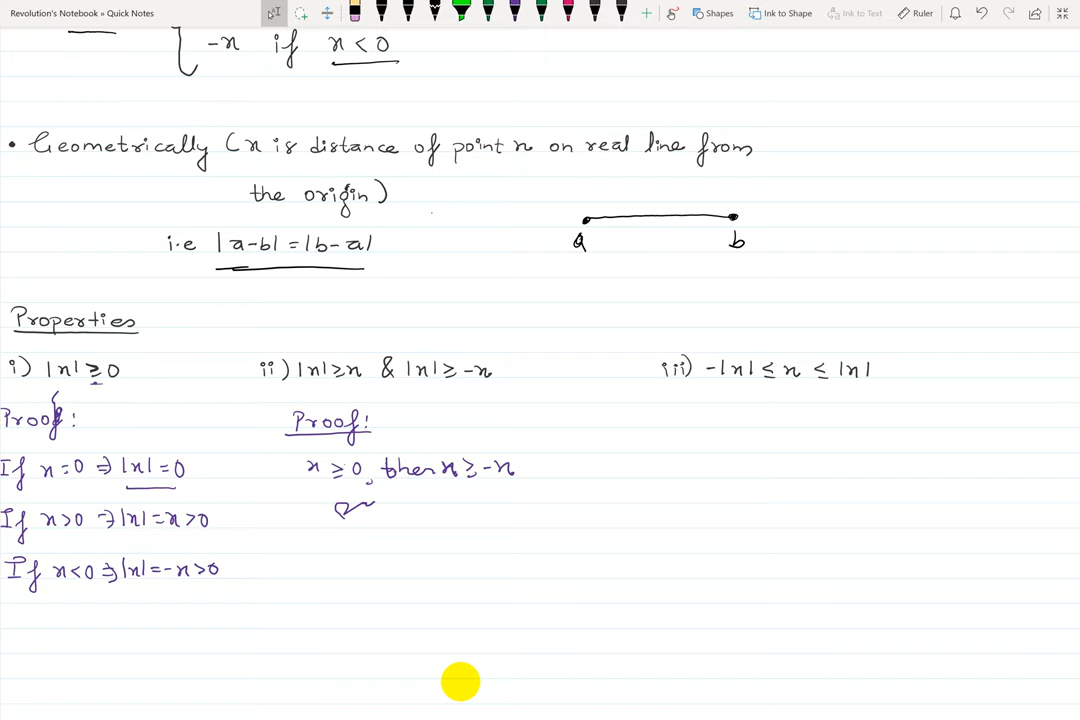 Revolution's Notebook » Quick Notes
Shapes Ink to Shape Ink to Text Ruler
-x if x < 0
• Geometrically (x is distance of point x on real line from
the origin)
i.e |a-b| = |b-a|
a b
Properties
i) |x| ≥ 0 ii) |x| ≥ x & |x| ≥ -x iii) -|x| ≤ x ≤ |x|
Proof: Proof:
If x = 0 ⇒ |x| = 0 x ≥ 0, then x ≥ -x
If x > 0 ⇒ |x| = x > 0
If x < 0 ⇒ |x| = -x > 0